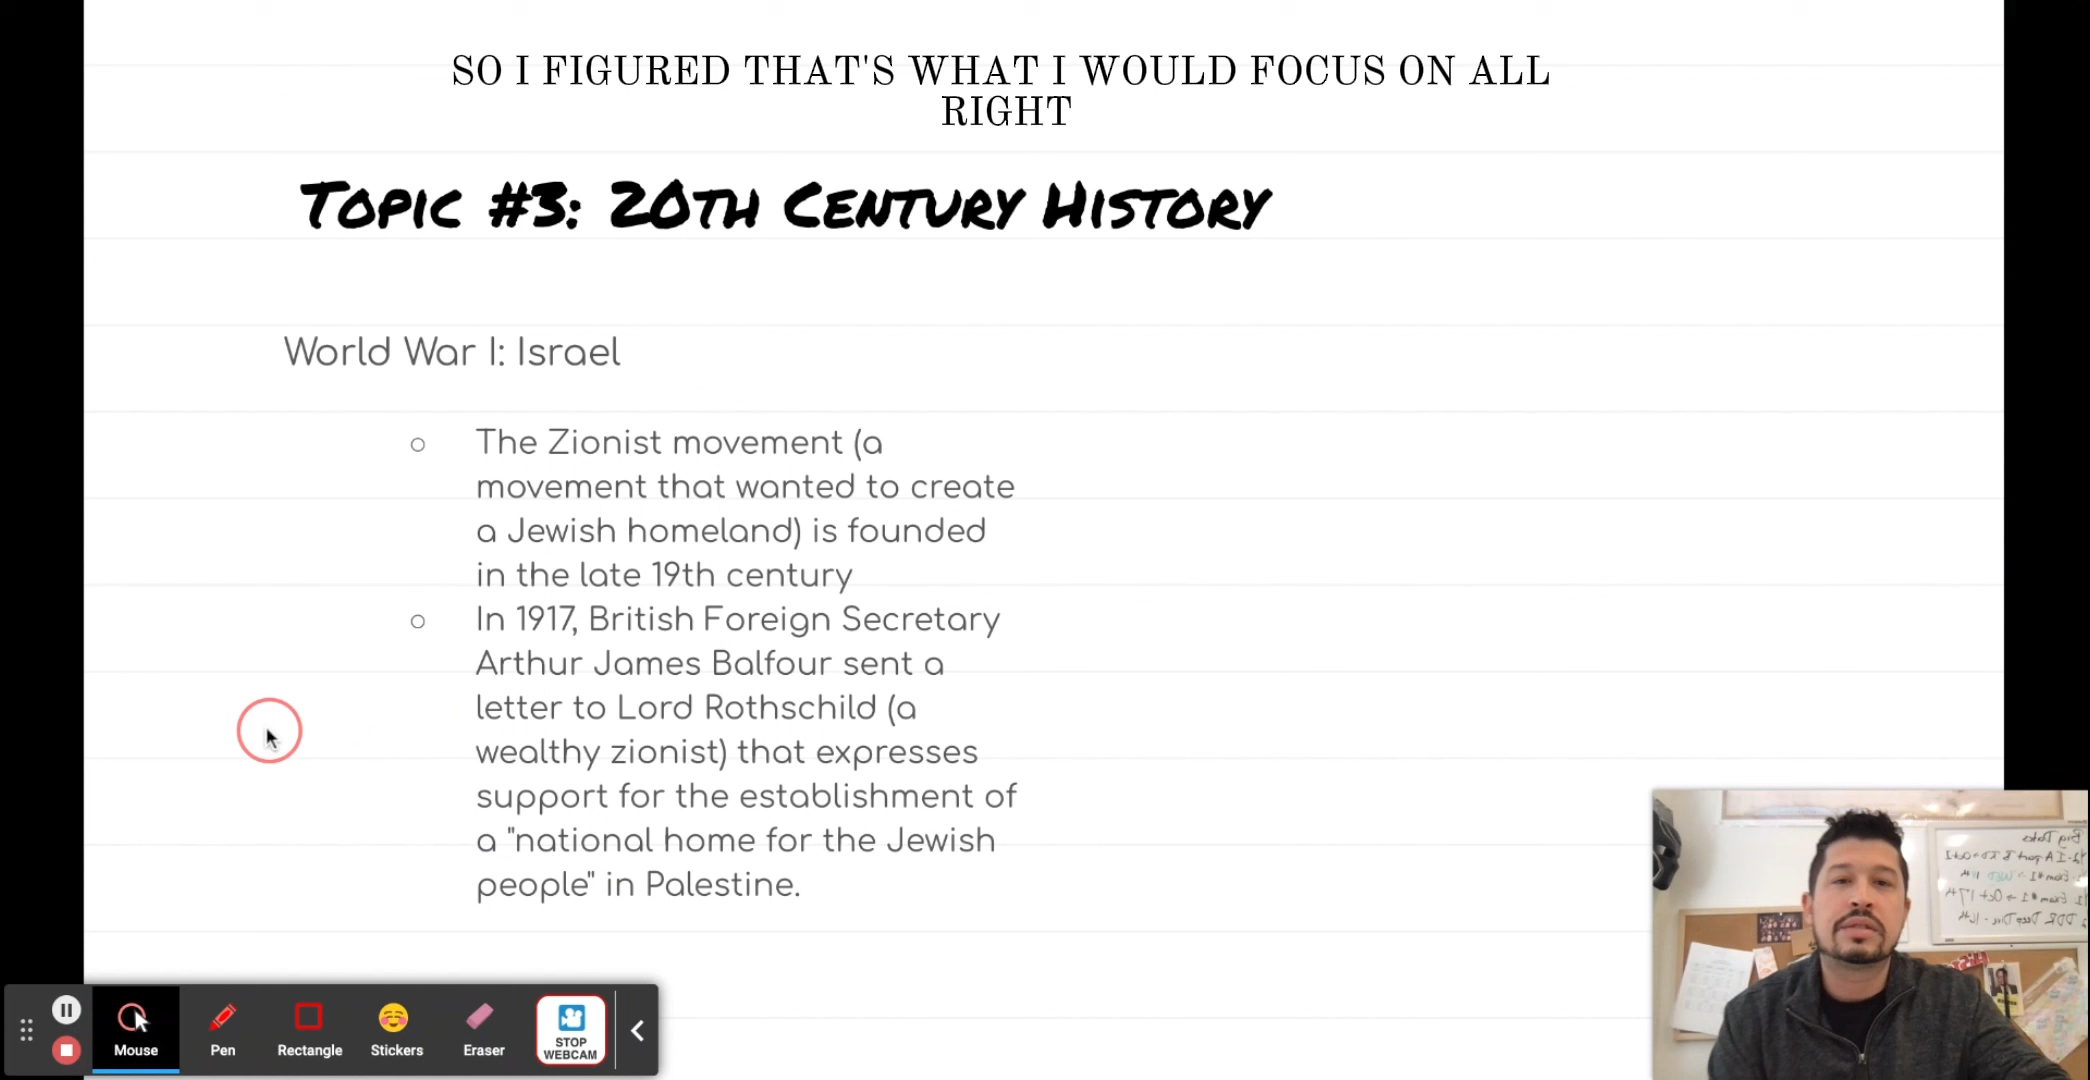 SO I FIGURED THAT'S WHAT I WOULD FOCUS ON ALL
RIGHT
TOPIC #3: 20TH CENTURY HISTORY
World War I: Israel
The Zionist movement (a
movement that wanted to create
a Jewish homeland) is founded
in the late 19th century
In 1917, British Foreign Secretary
Arthur James Balfour sent a
letter to Lord Rothschild (a
wealthy zionist) that expresses
support for the establishment of
a "national home for the Jewish
people" in Palestine.
Big Dates
Mouse
Pen
Rectangle
Stickers
Eraser
STOP
WEBCAM